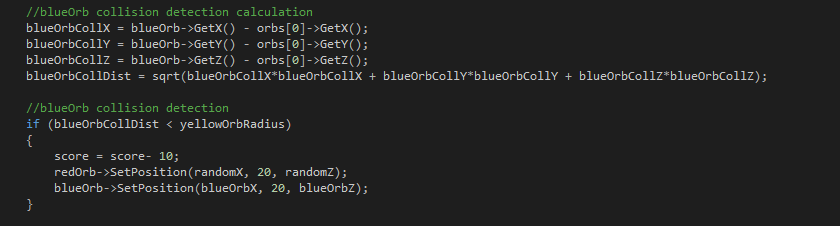 //blueOrb collision detection calculation
blueOrbCollX = blueOrb->GetX() - orbs[0]->GetX();
blueOrbCollY = blueOrb->GetY() - orbs[0]->GetY();
blueOrbCollZ = blueOrb->GetZ() - orbs[0]->GetZ();
blueOrbCollDist = sqrt(blueOrbCollX*blueOrbCollX + blueOrbCollY*blueOrbCollY + blueOrbCollZ*blueOrbCollZ);
//blueOrb collision detection
if (blueOrbCollDist < yellowOrbRadius)
{
score = score- 10;
redOrb->SetPosition(randomX, 20, randomZ);
blueOrb->SetPosition(blueOrbX, 20, blueOrbZ);
}